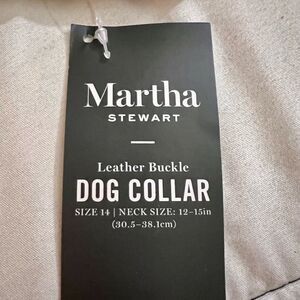 Martha
STEWART
Leather Buckle
DOG COLLAR
SIZE 14 | NECK SIZE: 12–15in
(30.5–38.1cm)